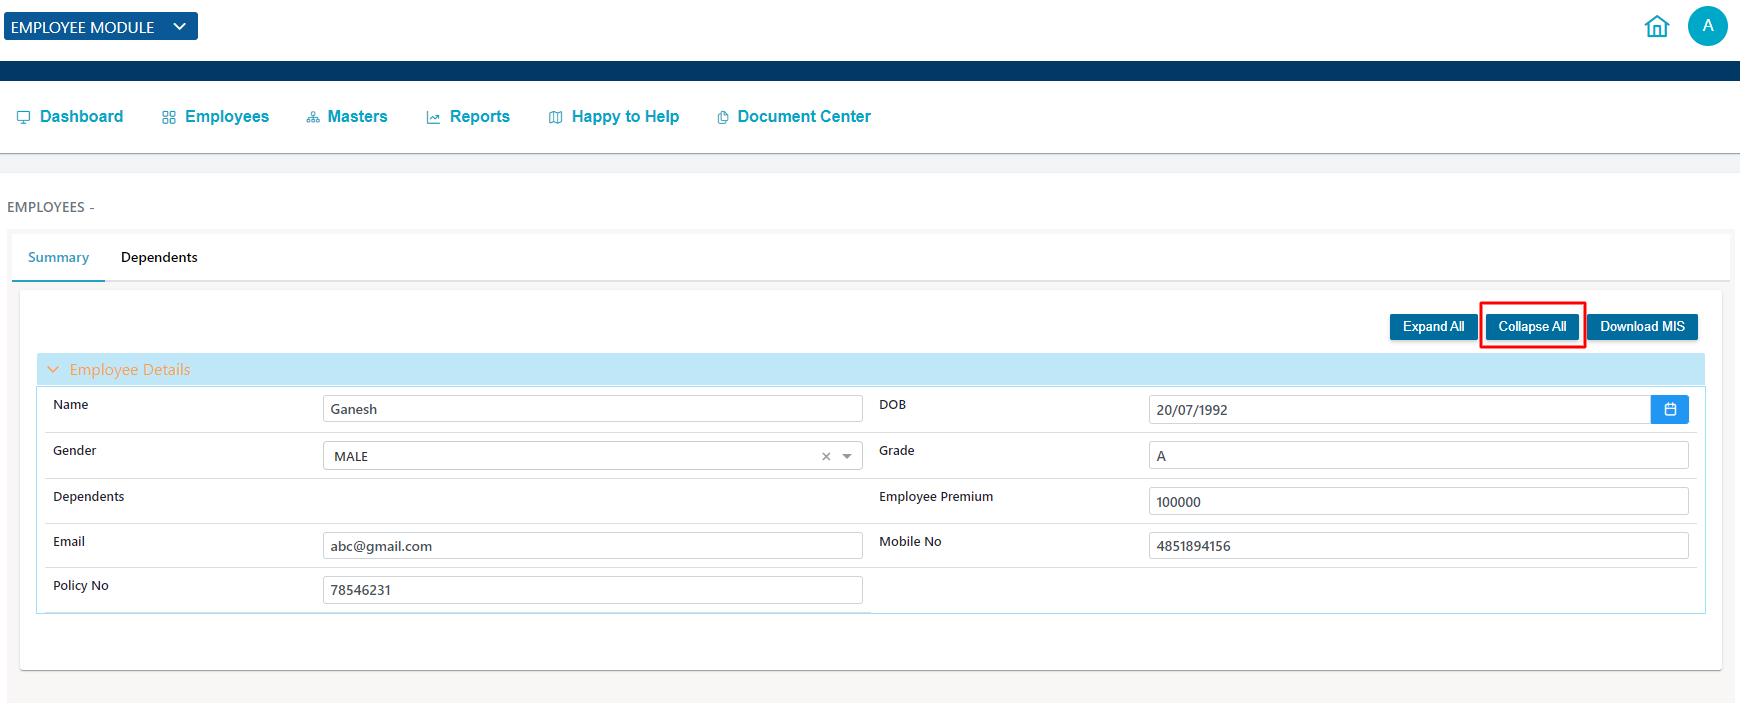 EMPLOYEE MODULE
A
Dashboard Employees Masters Reports Happy to Help Document Center
EMPLOYEES -
Summary Dependents
Expand All Collapse All Download MIS
Employee Details
Name Ganesh DOB 20/07/1992
Gender MALE Grade A
Dependents Employee Premium 100000
Email abc@gmail.com Mobile No 4851894156
Policy No 78546231